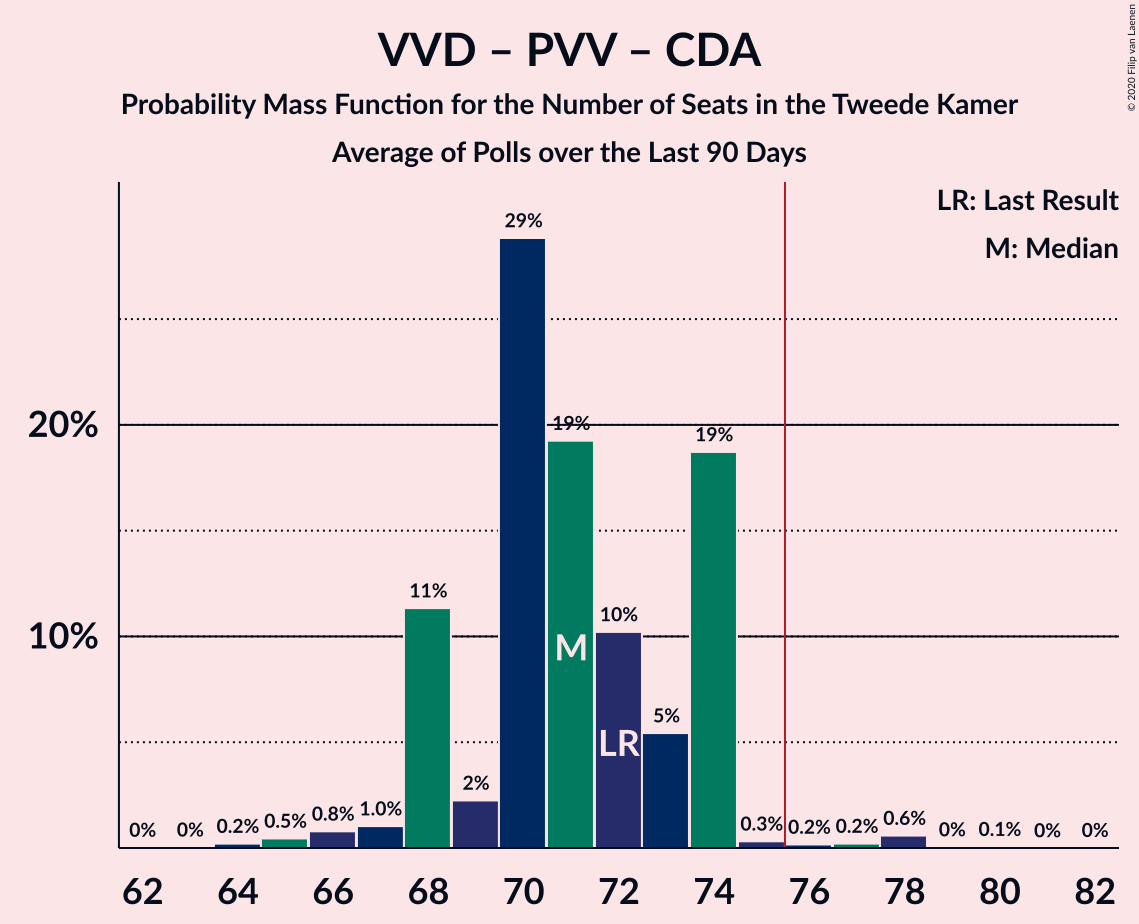 VVD – PVV – CDA
Probability Mass Function for the Number of Seats in the Tweede Kamer
Average of Polls over the Last 90 Days
© 2020 Filip van Laenen
LR: Last Result
M: Median
20%
10%
0%
0%
0.2%
0.5%
0.8%
1.0%
11%
2%
29%
19%
10%
5%
19%
0.3%
0.2%
0.2%
0.6%
0%
0.1%
0%
0%
M
LR
62 64 66 68 70 72 74 76 78 80 82